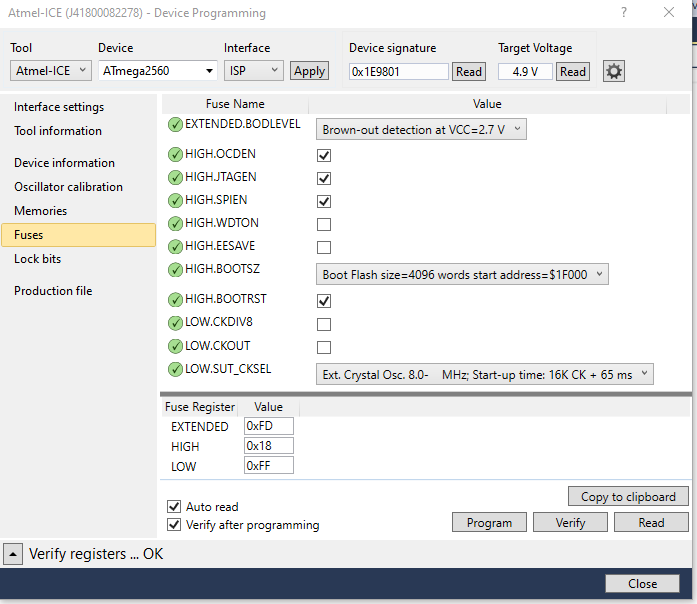 Atmel-ICE (J41800082278) - Device Programming
Tool Device Interface Device signature Target Voltage
Atmel-ICE ATmega2560 ISP Apply 0x1E9801 Read 4.9 V Read
Interface settings
Tool information
Device information
Oscillator calibration
Memories
Fuses
Lock bits
Production file
Fuse Name Value
EXTENDED.BODLEVEL Brown-out detection at VCC=2.7 V
HIGH.OCDEN
HIGH.JTAGEN
HIGH.SPIEN
HIGH.WDTON
HIGH.EESAVE
HIGH.BOOTSZ Boot Flash size=4096 words start address=$1F000
HIGH.BOOTRST
LOW.CKDIV8
LOW.CKOUT
LOW.SUT_CKSEL Ext. Crystal Osc. 8.0- MHz; Start-up time: 16K CK + 65 ms
Fuse Register Value
EXTENDED 0xFD
HIGH 0x18
LOW 0xFF
Copy to clipboard
Auto read
Verify after programming
Program Verify Read
Verify registers ... OK
Close